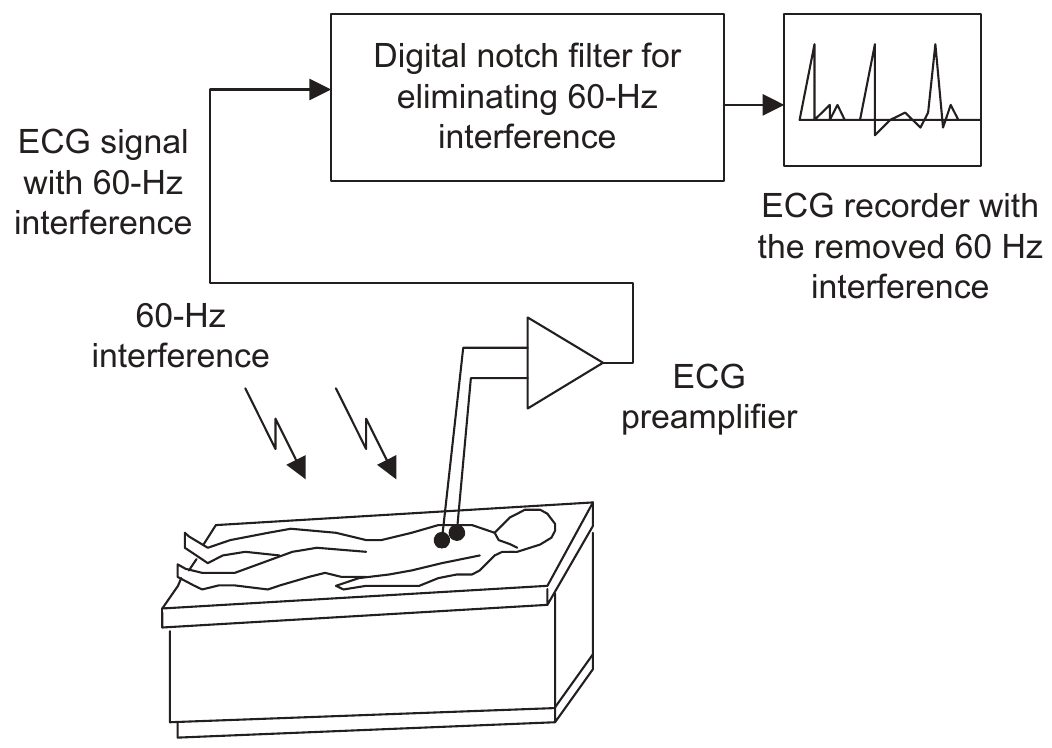 Digital notch filter for
eliminating 60-Hz
interference
ECG signal
with 60-Hz
interference
ECG recorder with
the removed 60 Hz
interference
60-Hz
interference
ECG
preamplifier